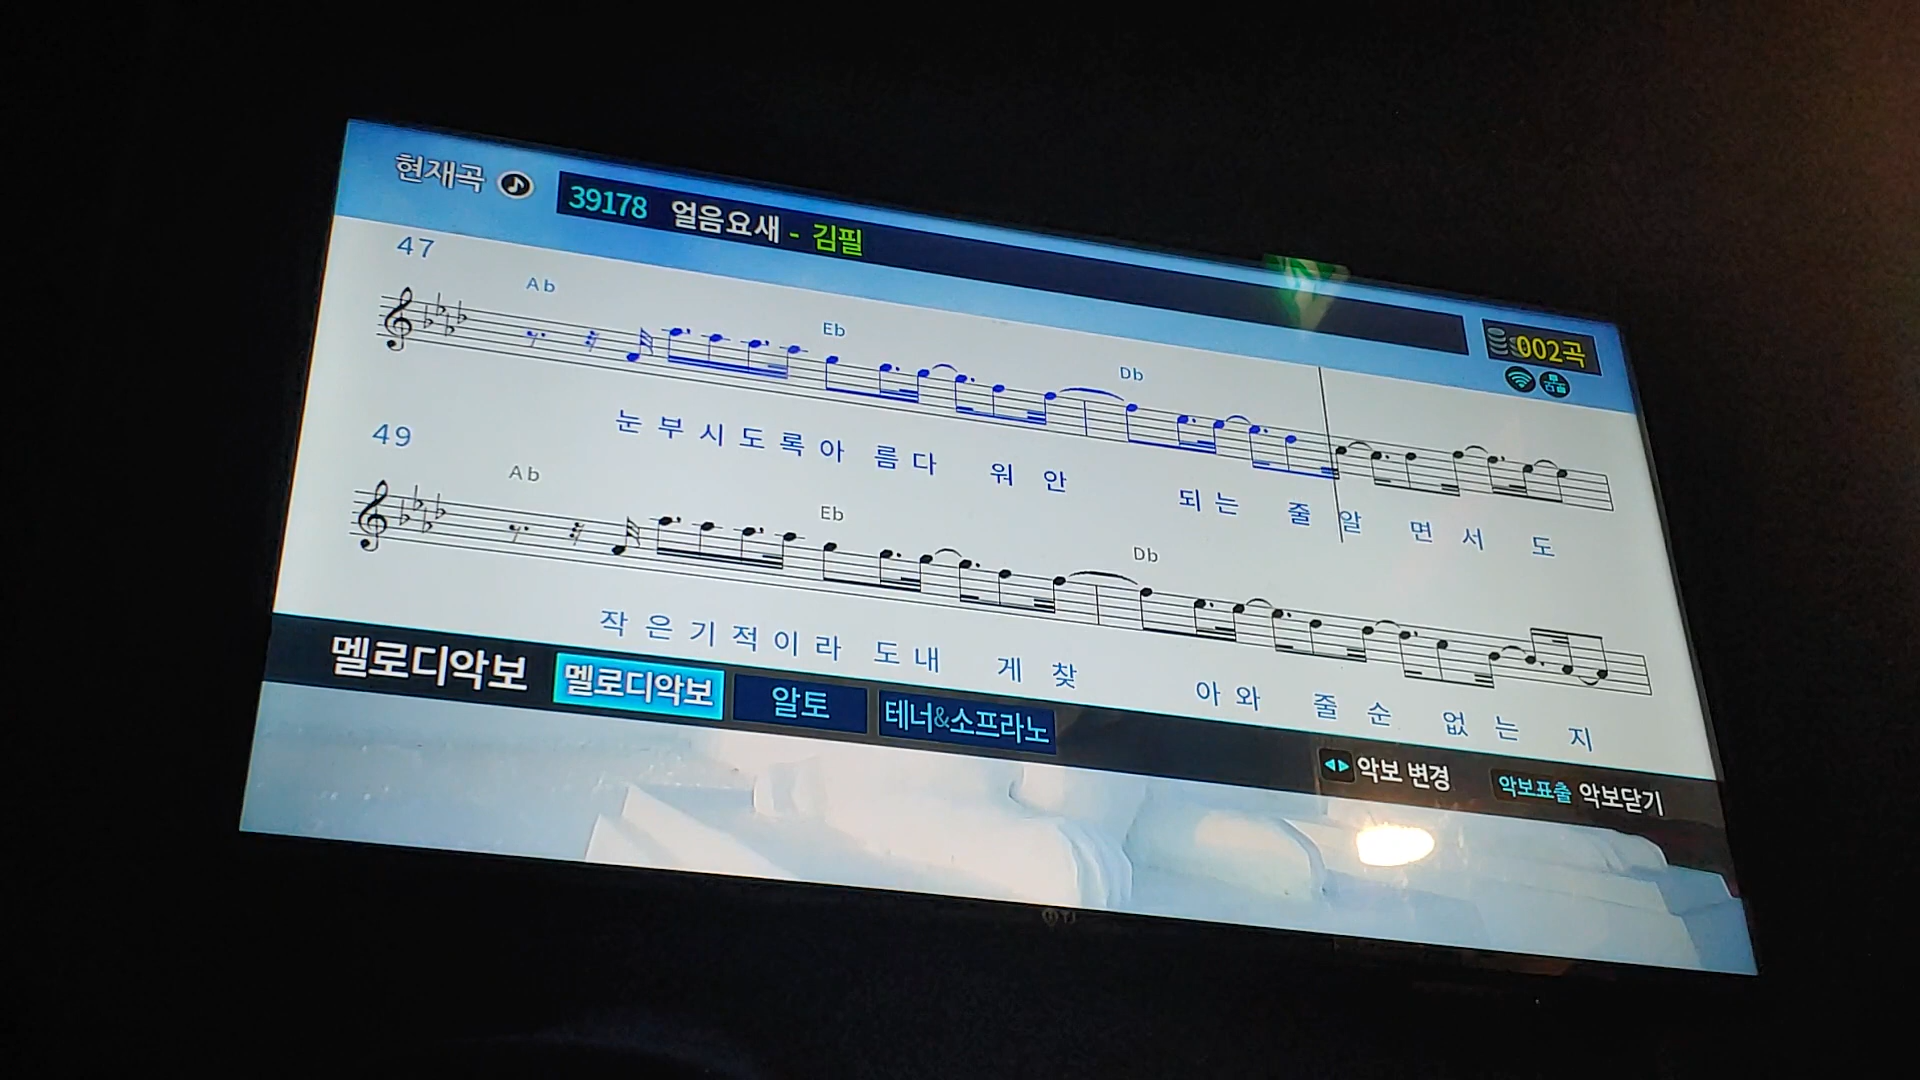 현재곡 39178 얼음요새 - 김필
002곡
47
Ab Eb Db
눈 부 시 도 록 아 름 다 워 안 되 는 줄 알 면 서 도
49
Ab Eb Db
작 은 기 적 이 라 도 내 게 찾 아 와 줄 순 없 는 지
멜로디악보 멜로디악보 알토 테너&소프라노
악보 변경 악보표출 악보닫기